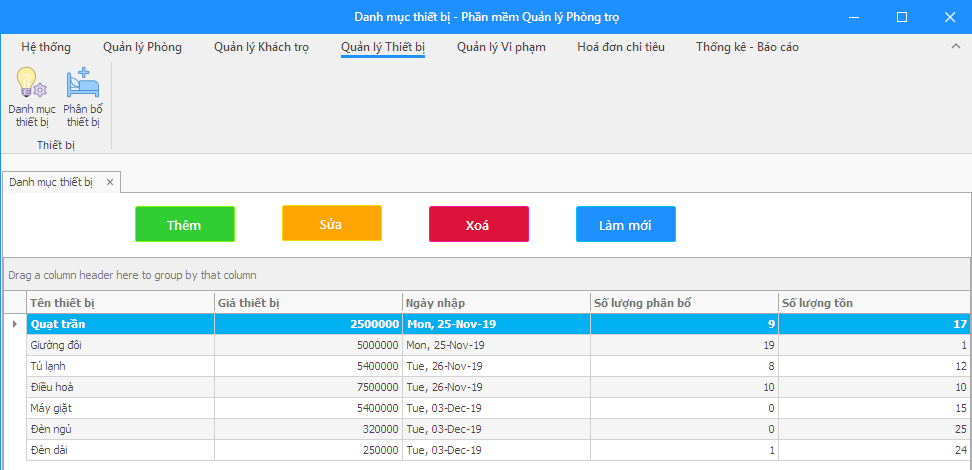 Danh mục thiết bị - Phần mềm Quản lý Phòng trọ
Hệ thống Quản lý Phòng Quản lý Khách trọ Quản lý Thiết bị Quản lý Vi phạm Hoá đơn chi tiêu Thống kê - Báo cáo
Danh mục thiết bị
Phân bổ thiết bị
Thiết bị
Danh mục thiết bị
Thêm Sửa Xoá Làm mới
Drag a column header here to group by that column
Tên thiết bị Giá thiết bị Ngày nhập Số lượng phân bổ Số lượng tồn
Quạt trần 2500000 Mon, 25-Nov-19 9 17
Giường đôi 5000000 Mon, 25-Nov-19 19 1
Tủ lạnh 5400000 Tue, 26-Nov-19 8 12
Điều hoà 7500000 Tue, 26-Nov-19 10 10
Máy giặt 5400000 Tue, 03-Dec-19 0 15
Đèn ngủ 320000 Tue, 03-Dec-19 0 25
Đèn dài 250000 Tue, 03-Dec-19 1 24